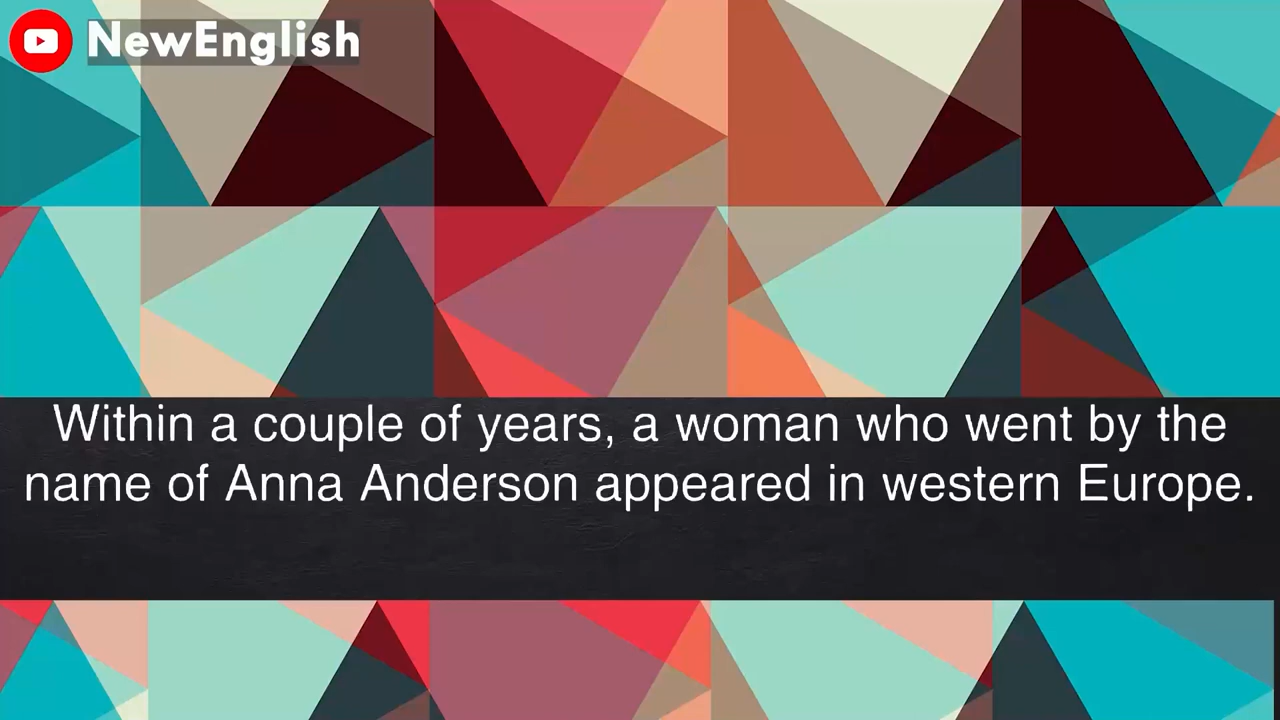 NewEnglish
Within a couple of years, a woman who went by the
name of Anna Anderson appeared in western Europe.